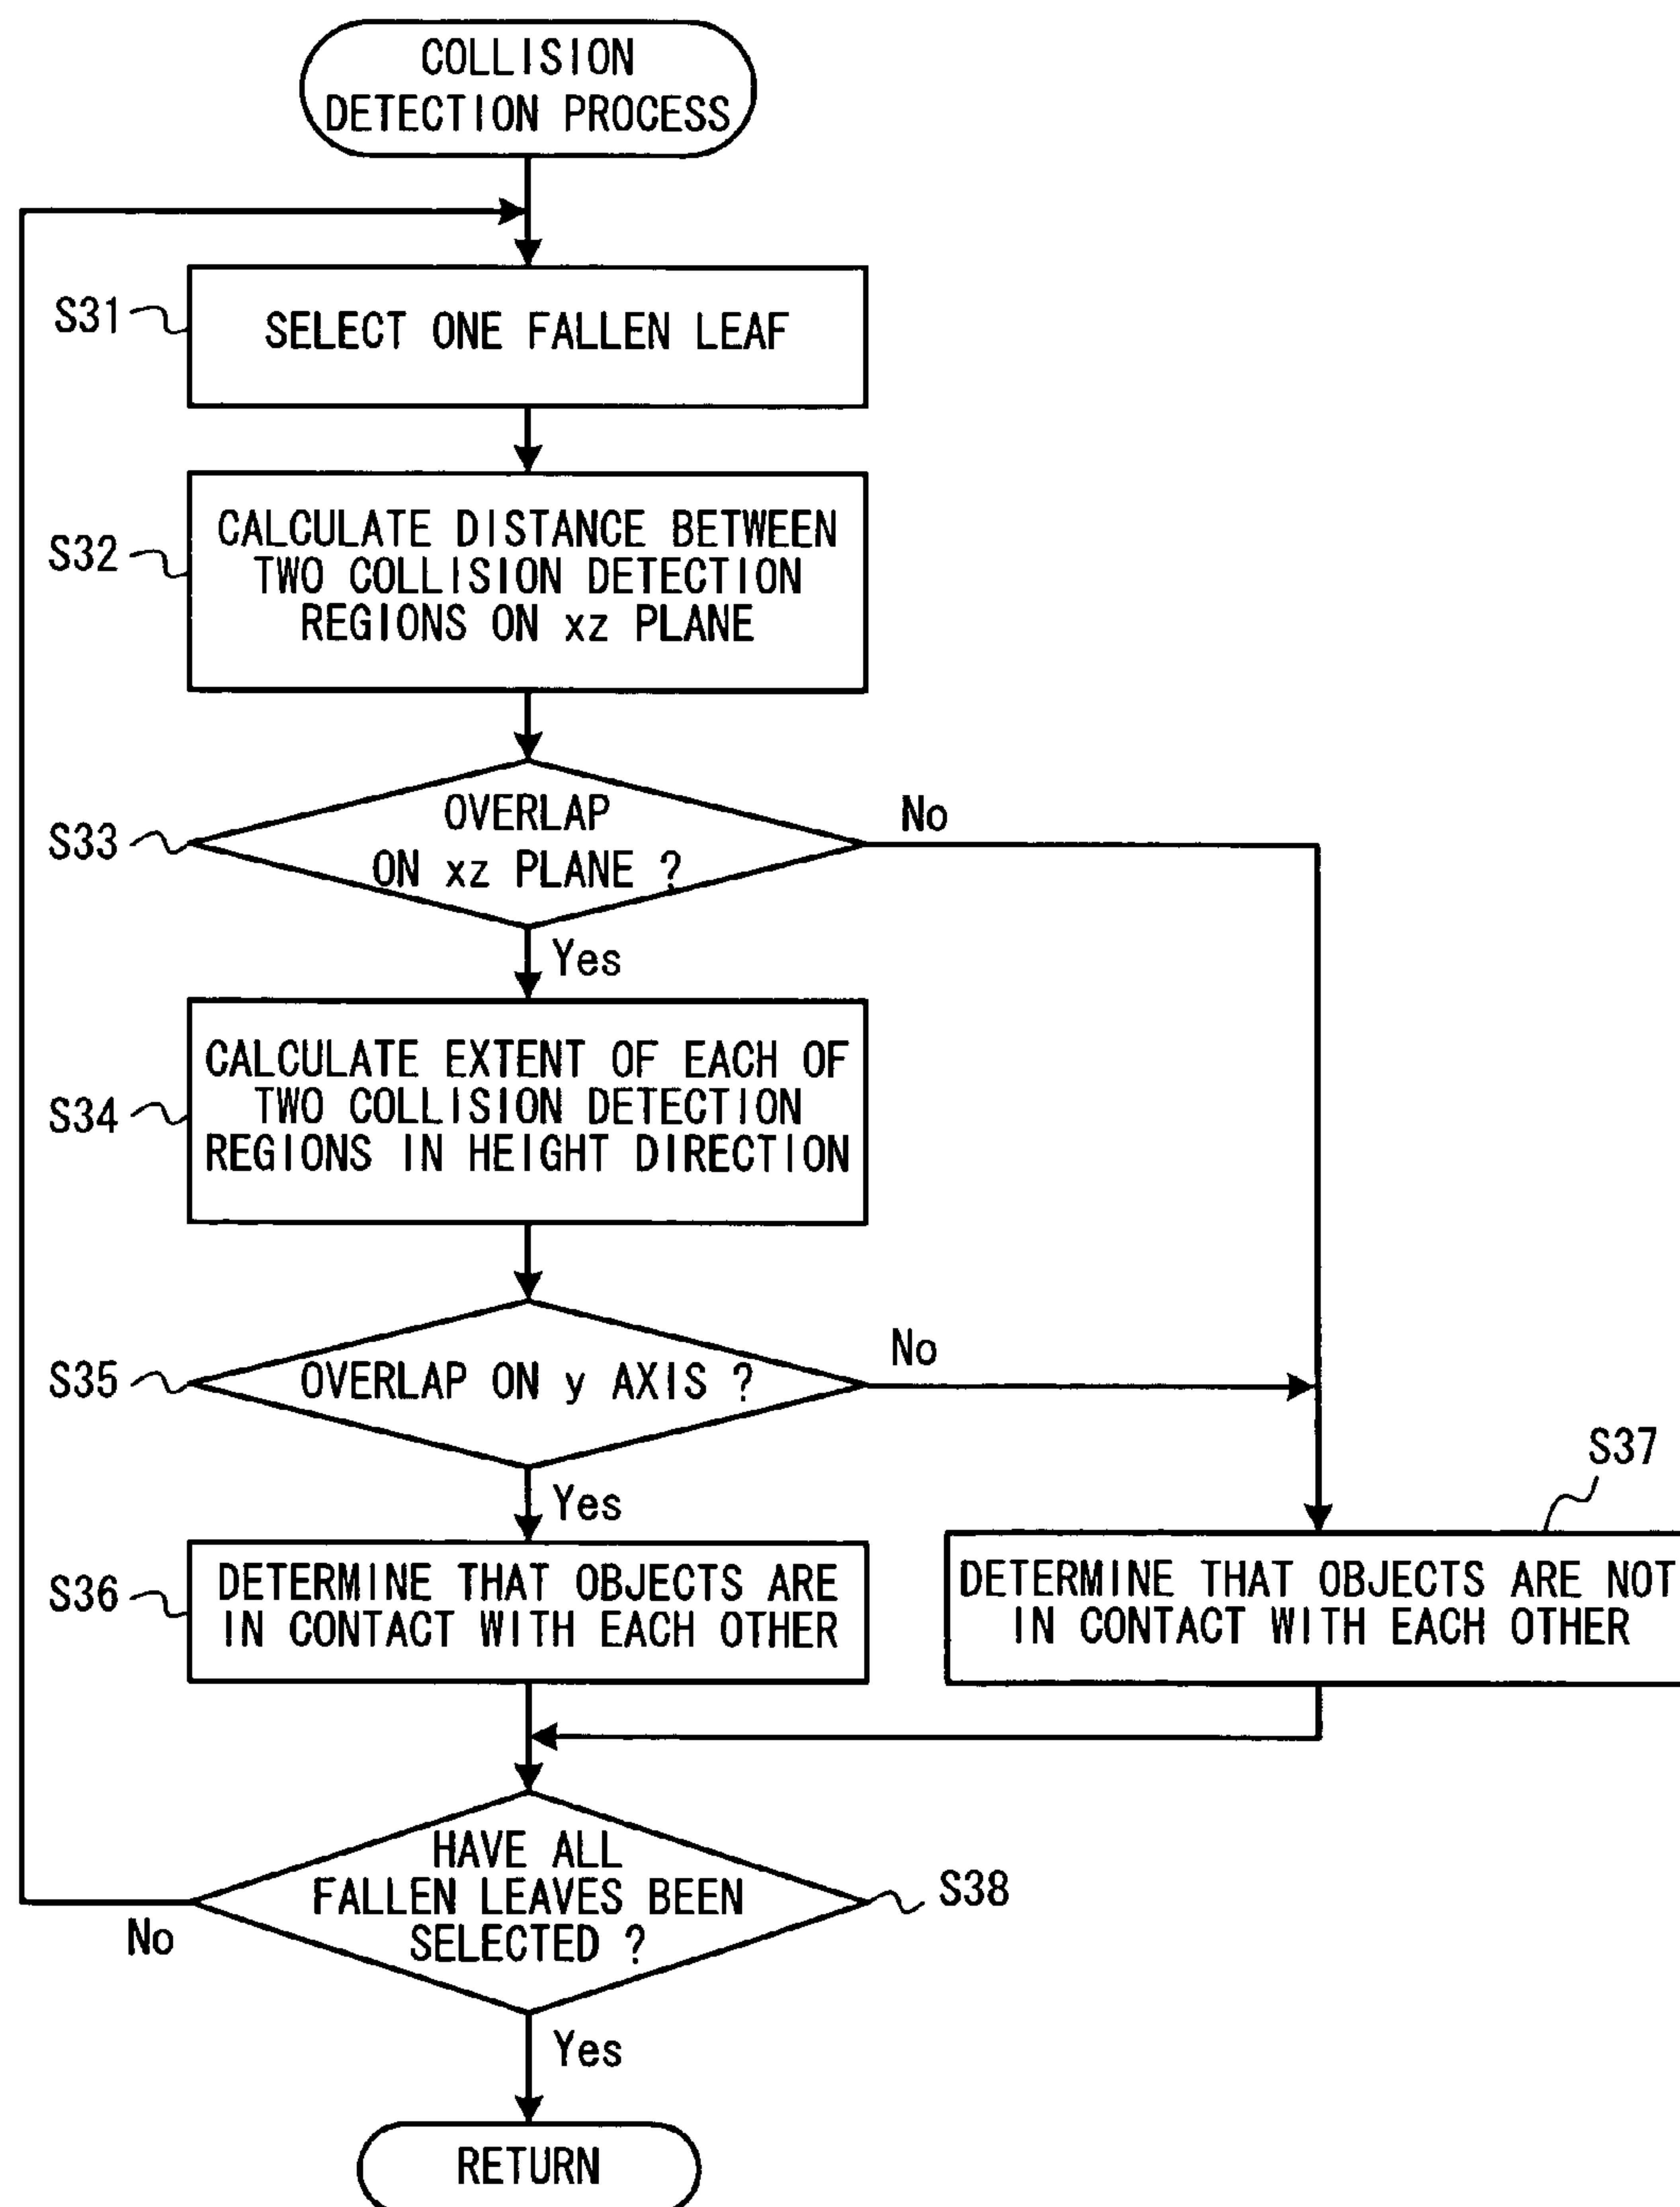 COLLISION
DETECTION PROCESS
S31
SELECT ONE FALLEN LEAF
S32
CALCULATE DISTANCE BETWEEN
TWO COLLISION DETECTION
REGIONS ON xz PLANE
S33
OVERLAP
ON xz PLANE ?
No
Yes
S34
CALCULATE EXTENT OF EACH OF
TWO COLLISION DETECTION
REGIONS IN HEIGHT DIRECTION
S35
OVERLAP ON y AXIS ?
No
Yes
S36
DETERMINE THAT OBJECTS ARE
IN CONTACT WITH EACH OTHER
S37
DETERMINE THAT OBJECTS ARE NOT
IN CONTACT WITH EACH OTHER
HAVE ALL
FALLEN LEAVES BEEN
SELECTED ?
S38
No
Yes
RETURN